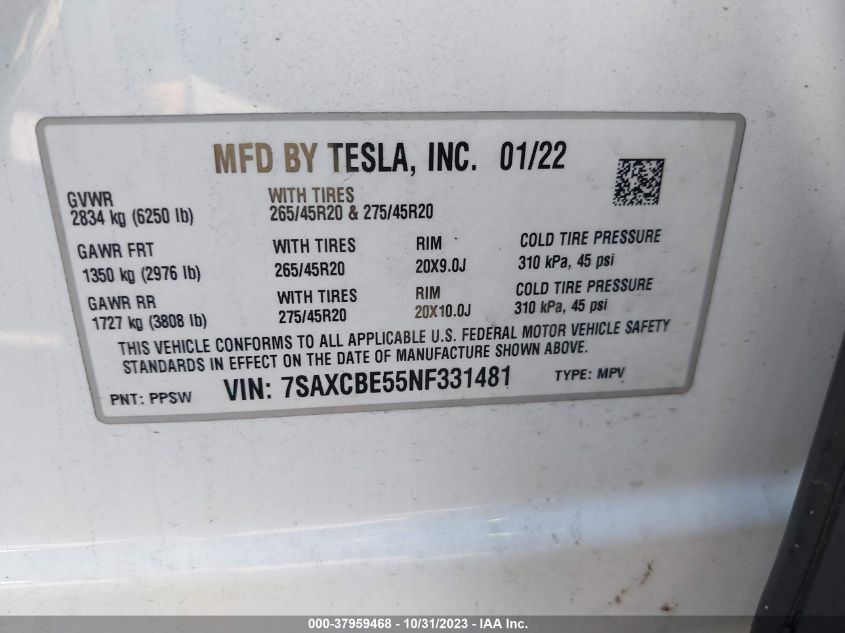 MFD BY TESLA, INC. 01/22
GVWR WITH TIRES
2834 kg (6250 lb) 265/45R20 & 275/45R20
GAWR FRT WITH TIRES RIM COLD TIRE PRESSURE
1350 kg (2976 lb) 265/45R20 20X9.0J 310 kPa, 45 psi
GAWR RR WITH TIRES RIM COLD TIRE PRESSURE
1727 kg (3808 lb) 275/45R20 20X10.0J 310 kPa, 45 psi
THIS VEHICLE CONFORMS TO ALL APPLICABLE U.S. FEDERAL MOTOR VEHICLE SAFETY
STANDARDS IN EFFECT ON THE DATE OF MANUFACTURE SHOWN ABOVE.
PNT: PPSW VIN: 7SAXCBE55NF331481 TYPE: MPV
000-37959468 - 10/31/2023 - IAA Inc.